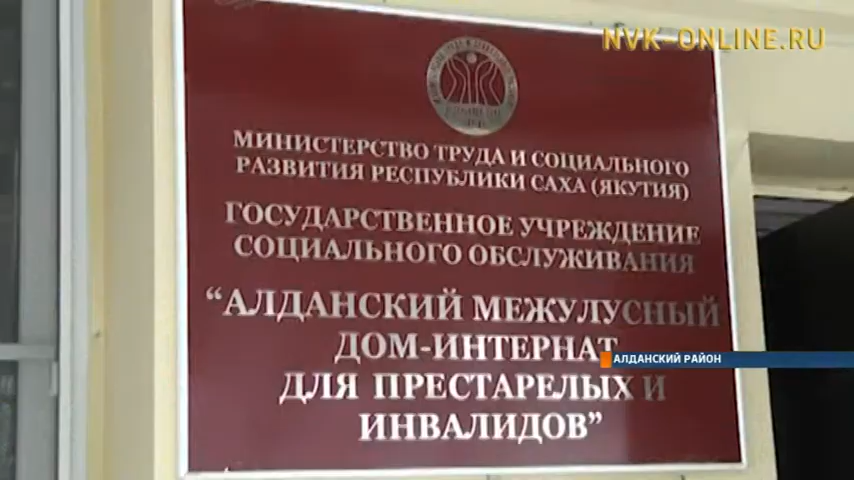 NVK-ONLINE.RU
МИНИСТЕРСТВО ТРУДА И СОЦИАЛЬНОГО
РАЗВИТИЯ РЕСПУБЛИКИ САХА (ЯКУТИЯ)
ГОСУДАРСТВЕННОЕ УЧРЕЖДЕНИЕ
СОЦИАЛЬНОГО ОБСЛУЖИВАНИЯ
“АЛДАНСКИЙ МЕЖУЛУСНЫЙ
ДОМ-ИНТЕРНАТ
АЛДАНСКИЙ РАЙОН
ДЛЯ ПРЕСТАРЕЛЫХ И
ИНВАЛИДОВ”